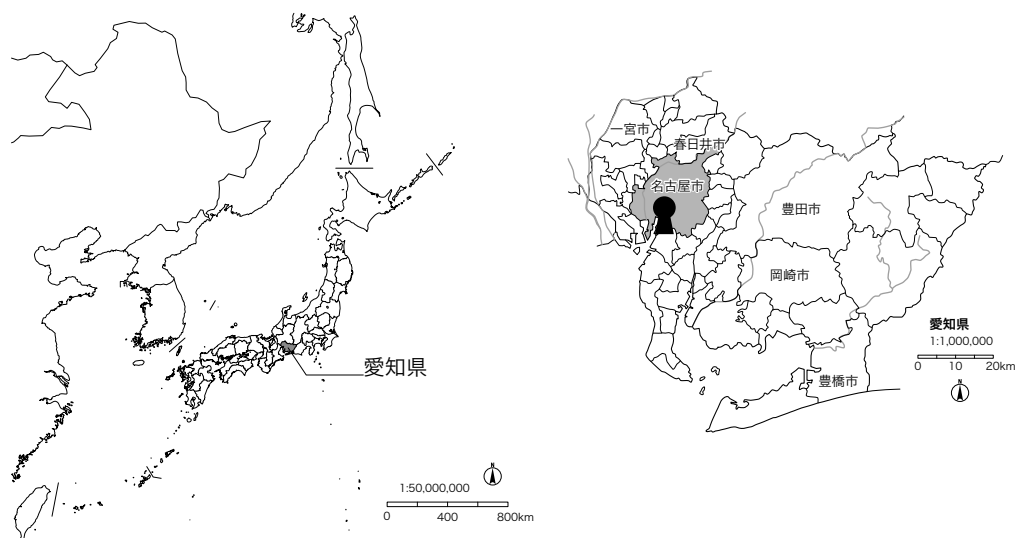 愛知県
N
1:50,000,000
0 400 800km
一宮市
春日井市
名古屋市
豊田市
岡崎市
豊橋市
愛知県
1:1,000,000
0 10 20km
N